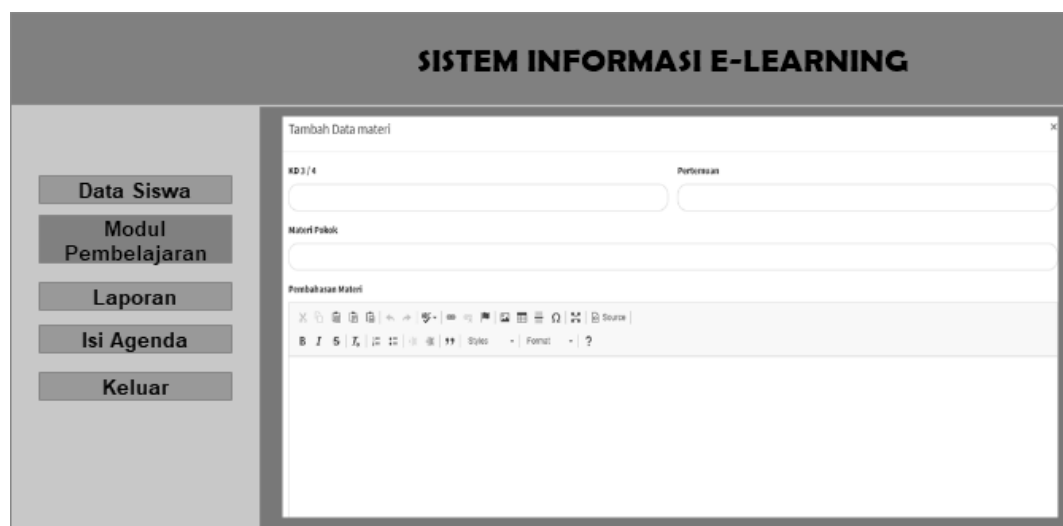 SISTEM INFORMASI E-LEARNING
Data Siswa
Modul
Pembelajaran
Laporan
Isi Agenda
Keluar
Tambah Data materi
×
KD 3 / 4
Pertemuan
Materi Pokok
Pembahasan Materi
Source
B I S Tx
Styles
Format
?